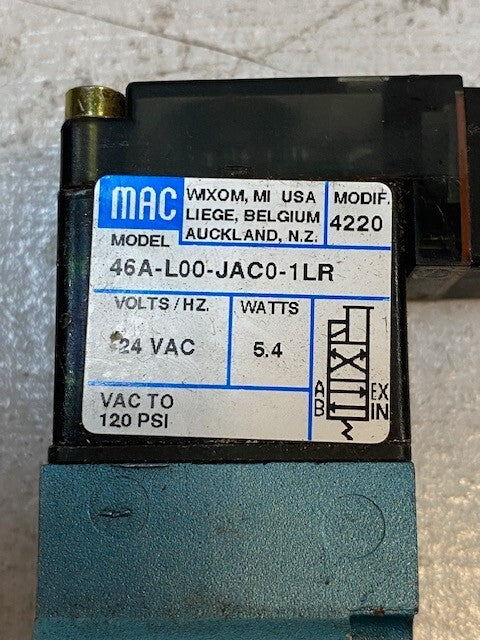 MAC
WIXOM, MI USA
LIEGE, BELGIUM
AUCKLAND, N.Z.
MODIF.
4220
MODEL
46A-L00-JAC0-1LR
VOLTS/HZ.
24 VAC
WATTS
5.4
VAC TO
120 PSI
A EX
B IN